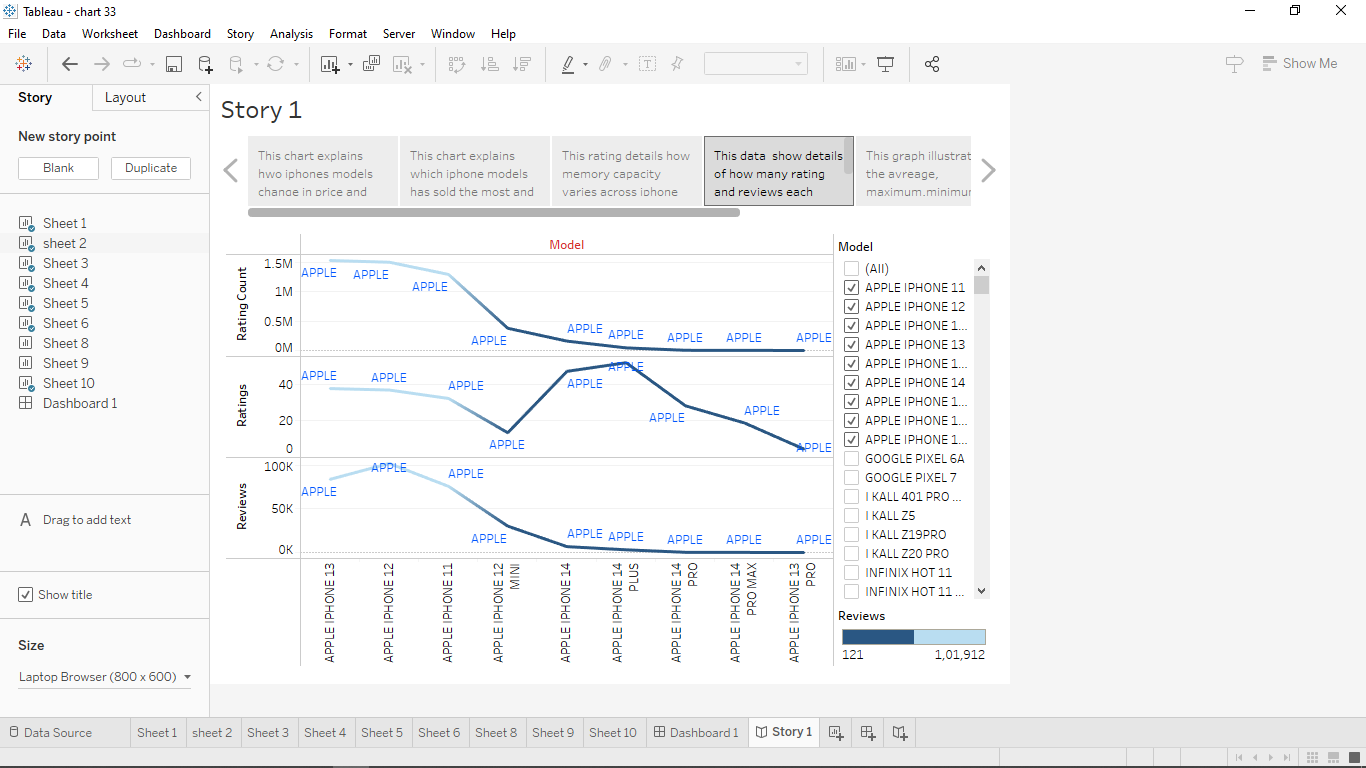 Tableau - chart 33
File Data Worksheet Dashboard Story Analysis Format Server Window Help
Show Me
Story Layout
New story point
Blank Duplicate
Sheet 1
sheet 2
Sheet 3
Sheet 4
Sheet 5
Sheet 6
Sheet 8
Sheet 9
Sheet 10
Dashboard 1
A Drag to add text
Show title
Size
Laptop Browser (800 x 600)
Story 1
This chart explains
hwo iphones models
change in price and
This chart explains
which iphone models
has sold the most and
This rating details how
memory capacity
varies across iphone
This data show details
of how many rating
and reviews each
This graph illustrat
the avreage,
maximum,minimum
Model
Rating Count
1.5M
1M
0.5M
0M
APPLE APPLE APPLE APPLE APPLE APPLE APPLE APPLE APPLE
Ratings
40
20
0
APPLE APPLE APPLE APPLE APPLE APPLE APPLE APPLE APPLE
Reviews
100K
50K
0K
APPLE APPLE APPLE APPLE APPLE APPLE APPLE APPLE APPLE
APPLE IPHONE 13
APPLE IPHONE 12
APPLE IPHONE 11
APPLE IPHONE 12
MINI
APPLE IPHONE 14
APPLE IPHONE 14
PLUS
APPLE IPHONE 14
PRO
APPLE IPHONE 14
PRO MAX
APPLE IPHONE 13
PRO
Model
(All)
APPLE IPHONE 11
APPLE IPHONE 12
APPLE IPHONE 1...
APPLE IPHONE 13
APPLE IPHONE 1...
APPLE IPHONE 14
APPLE IPHONE 1...
APPLE IPHONE 1...
APPLE IPHONE 1...
GOOGLE PIXEL 6A
GOOGLE PIXEL 7
I KALL 401 PRO ...
I KALL Z5
I KALL Z19PRO
I KALL Z20 PRO
INFINIX HOT 11
INFINIX HOT 11 ...
Reviews
121 1,01,912
Data Source Sheet 1 sheet 2 Sheet 3 Sheet 4 Sheet 5 Sheet 6 Sheet 8 Sheet 9 Sheet 10 Dashboard 1 Story 1